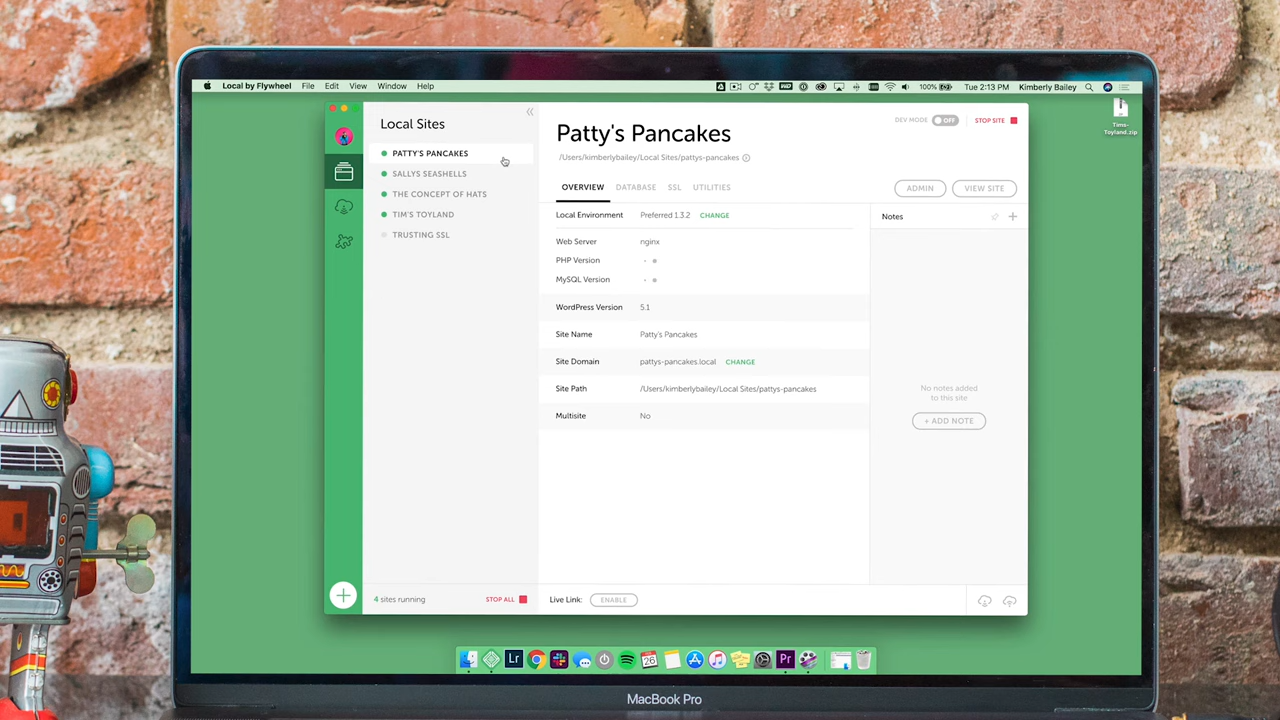 Local by Flywheel File Edit View Window Help 100% Tue 2:13 PM Kimberly Bailey
Tims-
Toyland.zip
Local Sites
PATTY'S PANCAKES
SALLYS SEASHELLS
THE CONCEPT OF HATS
TIM'S TOYLAND
TRUSTING SSL
4 sites running STOP ALL
Patty's Pancakes
/Users/kimberlybailey/Local Sites/pattys-pancakes
DEV MODE OFF STOP SITE
OVERVIEW DATABASE SSL UTILITIES
ADMIN VIEW SITE
Local Environment Preferred 1.3.2 CHANGE
Web Server nginx
PHP Version
MySQL Version
WordPress Version 5.1
Site Name Patty's Pancakes
Site Domain pattys-pancakes.local CHANGE
Site Path /Users/kimberlybailey/Local Sites/pattys-pancakes
Multisite No
Notes
No notes added
to this site
+ ADD NOTE
Live Link: ENABLE
Lr
26
Pr
MacBook Pro